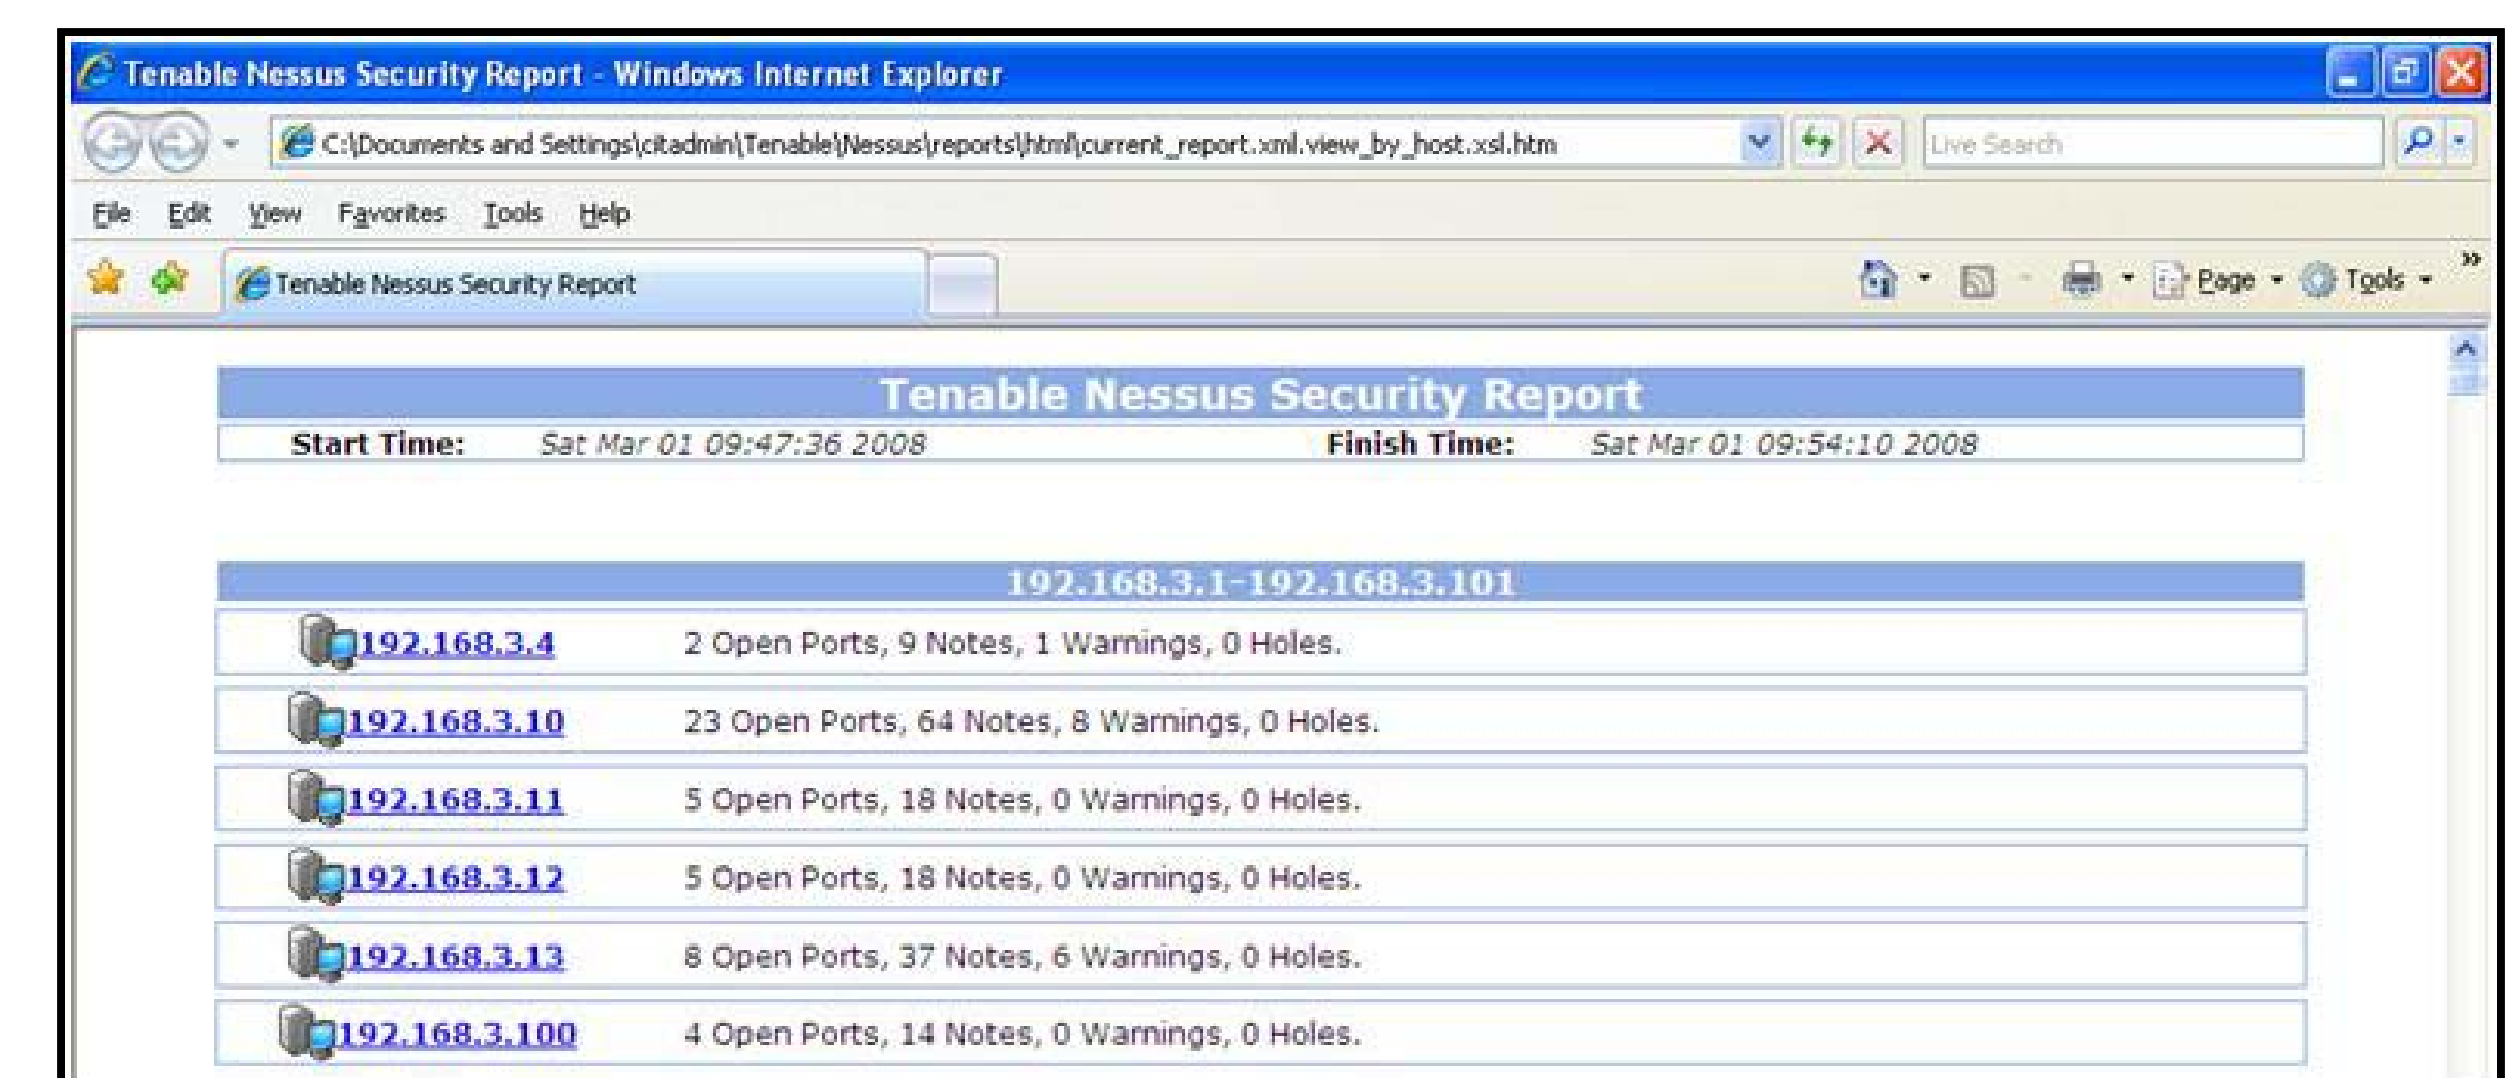 Tenable Nessus Security Report - Windows Internet Explorer
C:\Documents and Settings\citadmin\Tenable\Nessus\reports\html\current_report.xml.view_by_host.xsl.htm Live Search
File Edit View Favorites Tools Help
Tenable Nessus Security Report Page Tools »
Tenable Nessus Security Report
Start Time: Sat Mar 01 09:47:36 2008 Finish Time: Sat Mar 01 09:54:10 2008
192.168.3.1-192.168.3.101
192.168.3.4 2 Open Ports, 9 Notes, 1 Warnings, 0 Holes.
192.168.3.10 23 Open Ports, 64 Notes, 8 Warnings, 0 Holes.
192.168.3.11 5 Open Ports, 18 Notes, 0 Warnings, 0 Holes.
192.168.3.12 5 Open Ports, 18 Notes, 0 Warnings, 0 Holes.
192.168.3.13 8 Open Ports, 37 Notes, 6 Warnings, 0 Holes.
192.168.3.100 4 Open Ports, 14 Notes, 0 Warnings, 0 Holes.